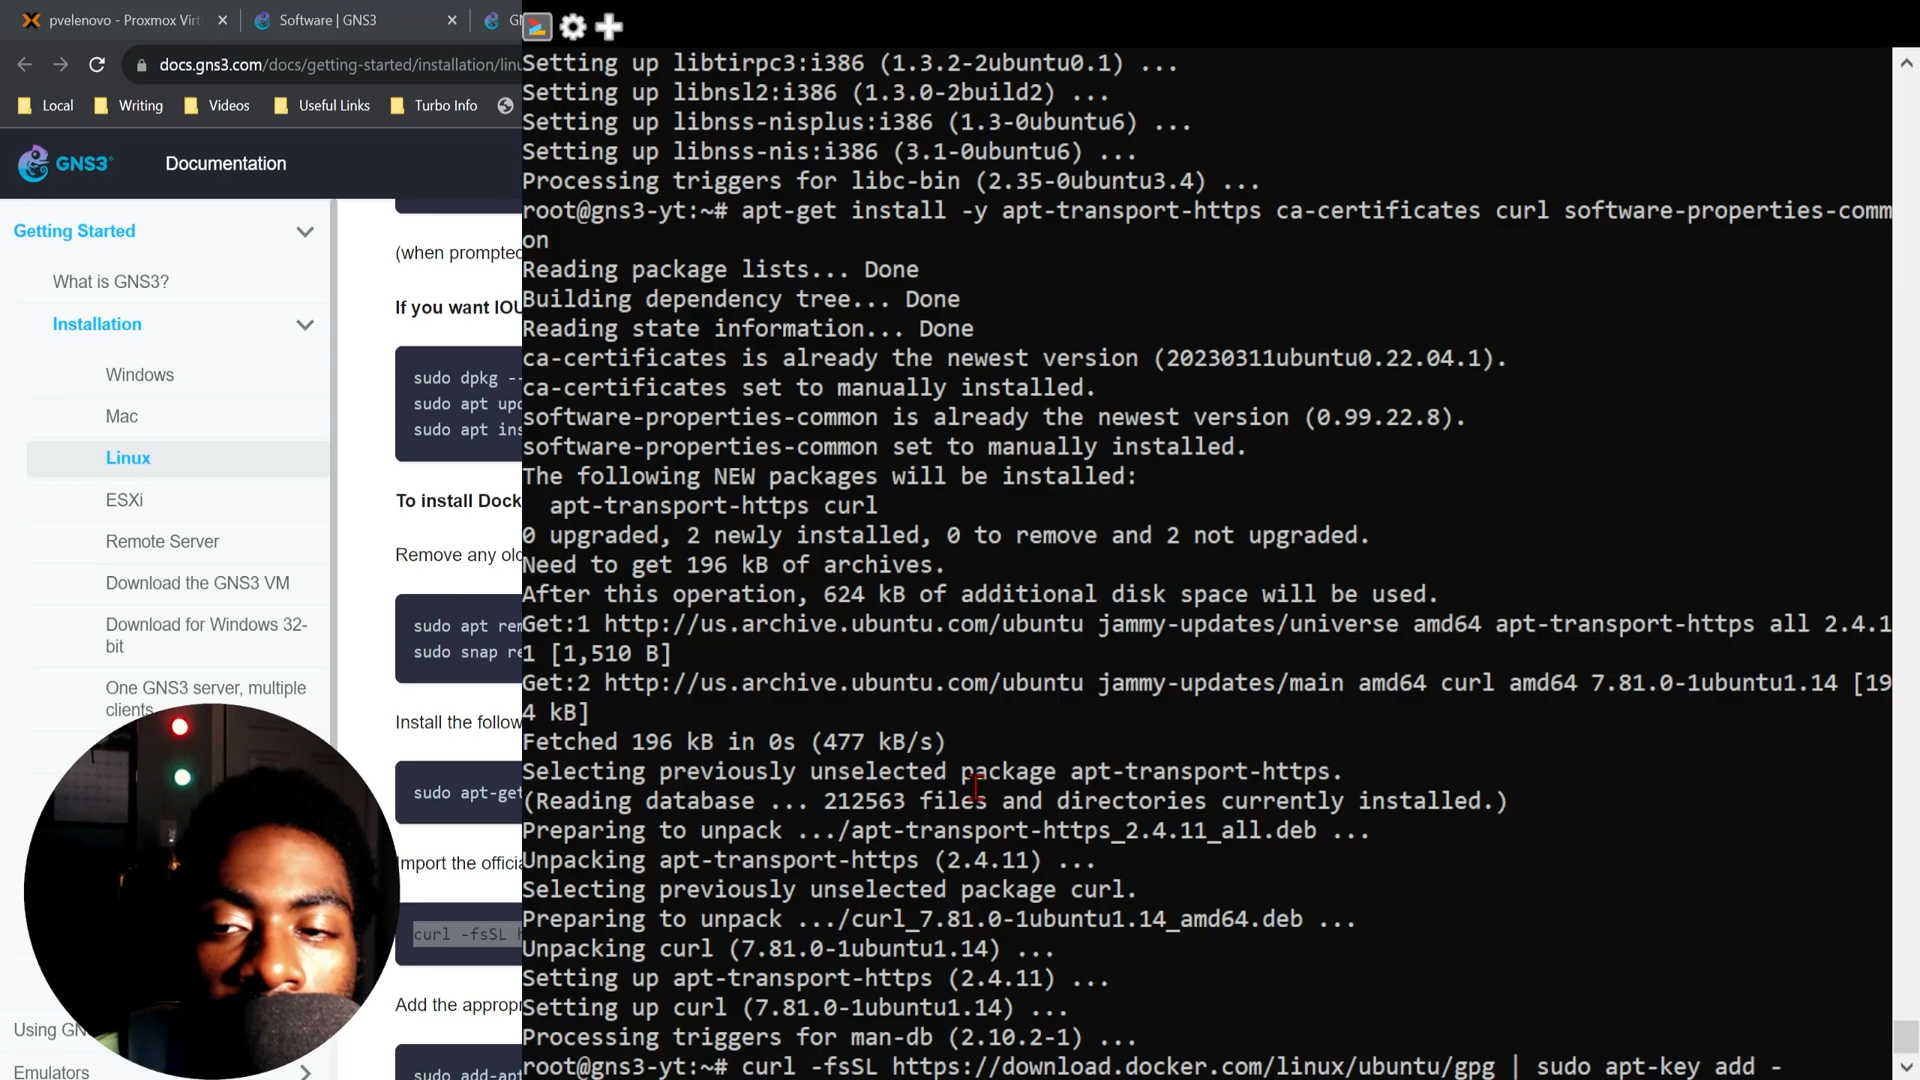 pvelenovo - Proxmox Virt
Software | GNS3
docs.gns3.com/docs/getting-started/installation/linu
Local
Writing
Videos
Useful Links
Turbo Info
GNS3
Documentation
Getting Started
What is GNS3?
Installation
Windows
Mac
Linux
ESXi
Remote Server
Download the GNS3 VM
Download for Windows 32-
bit
One GNS3 server, multiple
clients
Using GN
Emulators
(when prompted
If you want IOU
sudo dpkg --
sudo apt upd
sudo apt ins
To install Dock
Remove any old
sudo apt rem
sudo snap re
Install the follow
sudo apt-get
Import the officia
curl -fsSL h
Add the approp
sudo add-apt
Setting up libtirpc3:i386 (1.3.2-2ubuntu0.1) ...
Setting up libnsl2:i386 (1.3.0-2build2) ...
Setting up libnss-nisplus:i386 (1.3-0ubuntu6) ...
Setting up libnss-nis:i386 (3.1-0ubuntu6) ...
Processing triggers for libc-bin (2.35-0ubuntu3.4) ...
root@gns3-yt:~# apt-get install -y apt-transport-https ca-certificates curl software-properties-comm
on
Reading package lists... Done
Building dependency tree... Done
Reading state information... Done
ca-certificates is already the newest version (20230311ubuntu0.22.04.1).
ca-certificates set to manually installed.
software-properties-common is already the newest version (0.99.22.8).
software-properties-common set to manually installed.
The following NEW packages will be installed:
apt-transport-https curl
0 upgraded, 2 newly installed, 0 to remove and 2 not upgraded.
Need to get 196 kB of archives.
After this operation, 624 kB of additional disk space will be used.
Get:1 http://us.archive.ubuntu.com/ubuntu jammy-updates/universe amd64 apt-transport-https all 2.4.1
1 [1,510 B]
Get:2 http://us.archive.ubuntu.com/ubuntu jammy-updates/main amd64 curl amd64 7.81.0-1ubuntu1.14 [19
4 kB]
Fetched 196 kB in 0s (477 kB/s)
Selecting previously unselected package apt-transport-https.
(Reading database ... 212563 files and directories currently installed.)
Preparing to unpack .../apt-transport-https_2.4.11_all.deb ...
Unpacking apt-transport-https (2.4.11) ...
Selecting previously unselected package curl.
Preparing to unpack .../curl_7.81.0-1ubuntu1.14_amd64.deb ...
Unpacking curl (7.81.0-1ubuntu1.14) ...
Setting up apt-transport-https (2.4.11) ...
Setting up curl (7.81.0-1ubuntu1.14) ...
Processing triggers for man-db (2.10.2-1) ...
root@gns3-yt:~# curl -fsSL https://download.docker.com/linux/ubuntu/gpg | sudo apt-key add -